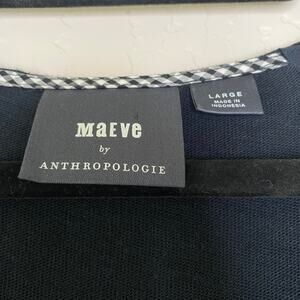 MAEVE
by
ANTHROPOLOGIE
LARGE
MADE IN
INDONESIA